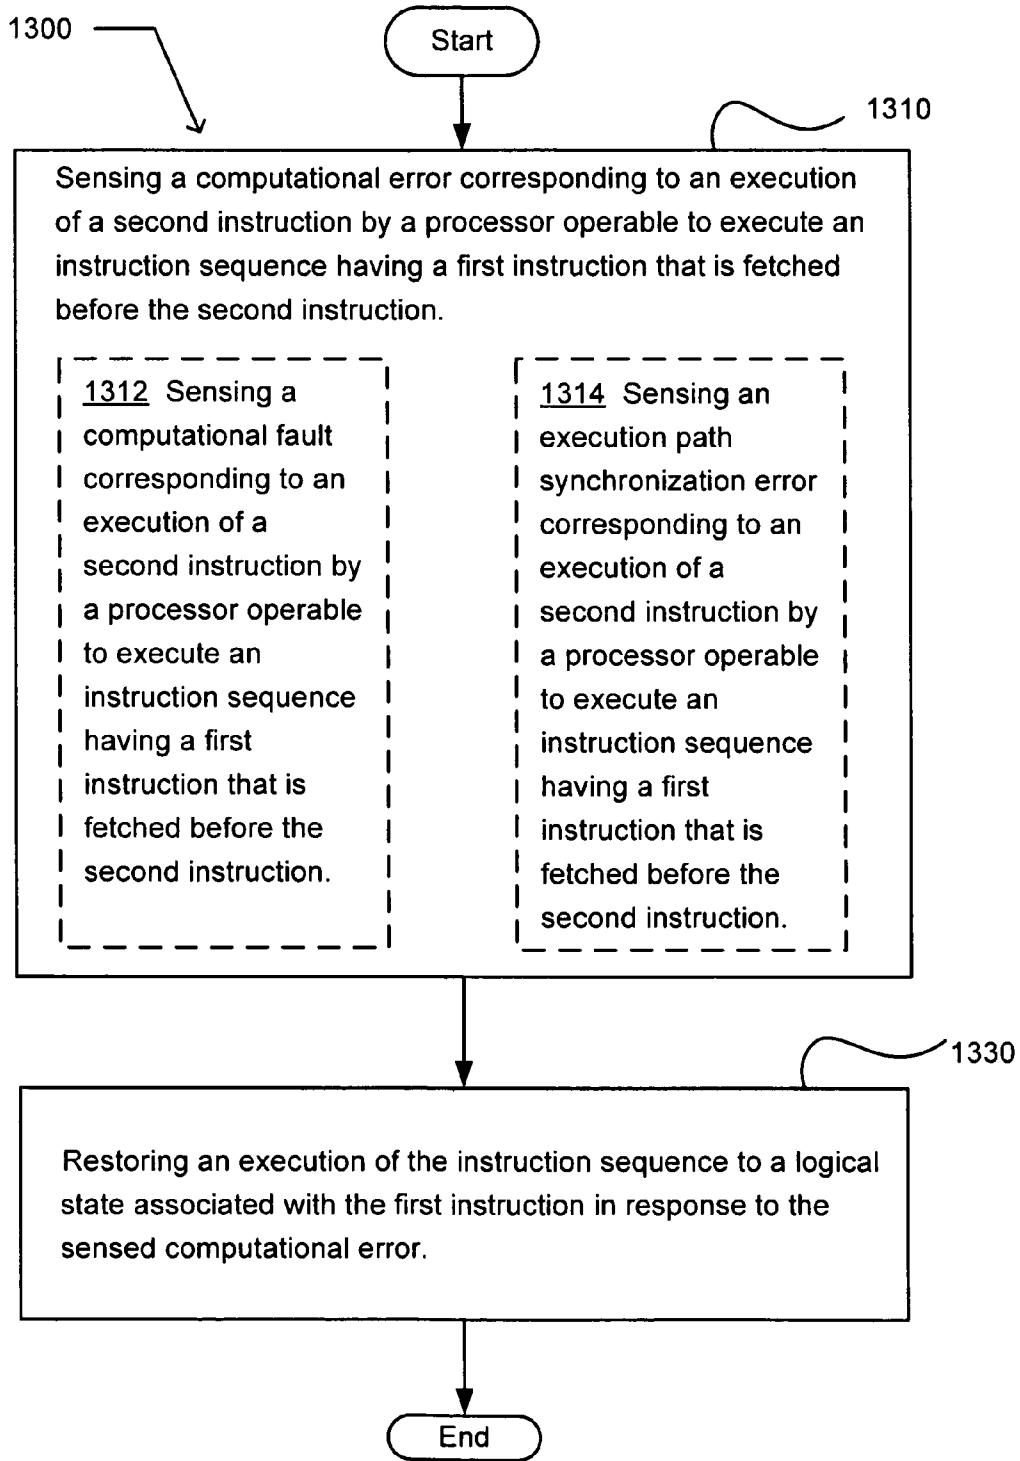 1300
Start
1310
Sensing a computational error corresponding to an execution
of a second instruction by a processor operable to execute an
instruction sequence having a first instruction that is fetched
before the second instruction.
1312 Sensing a
computational fault
corresponding to an
execution of a
second instruction by
a processor operable
to execute an
instruction sequence
having a first
instruction that is
fetched before the
second instruction.
1314 Sensing an
execution path
synchronization error
corresponding to an
execution of a
second instruction by
a processor operable
to execute an
instruction sequence
having a first
instruction that is
fetched before the
second instruction.
1330
Restoring an execution of the instruction sequence to a logical
state associated with the first instruction in response to the
sensed computational error.
End